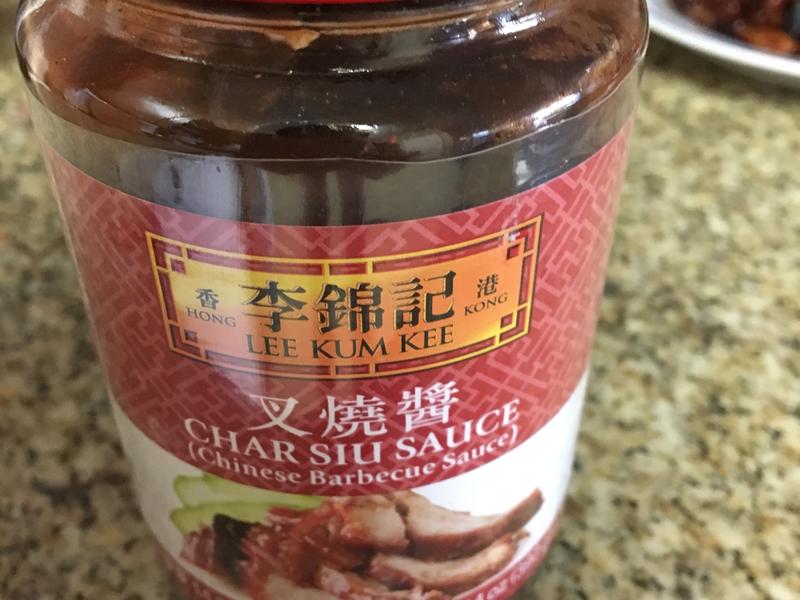 香 李錦記 港
HONG LEE KUM KEE KONG
叉燒醬
CHAR SIU SAUCE
(Chinese Barbecue Sauce)